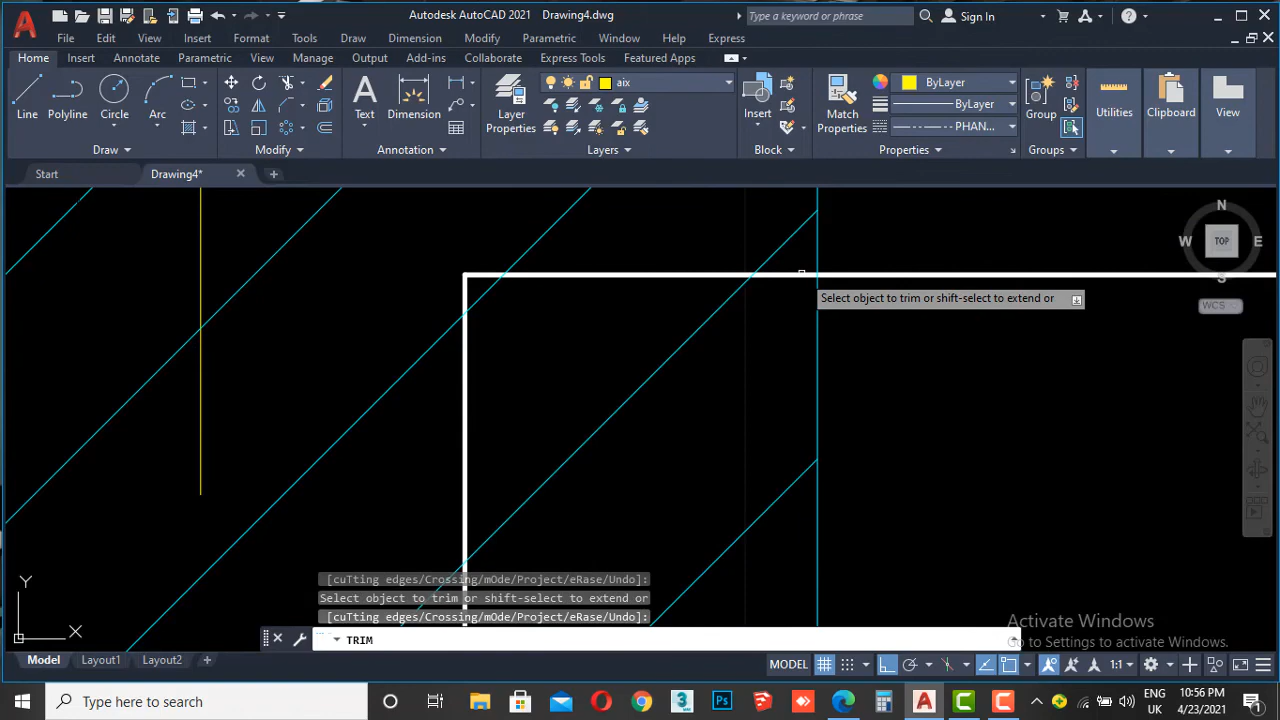 Autodesk AutoCAD 2021 Drawing4.dwg
Type a keyword or phrase
Sign In
File Edit View Insert Format Tools Draw Dimension Modify Parametric Window Help Express
Home Insert Annotate Parametric View Manage Output Add-ins Collaborate Express Tools Featured Apps
aix
ByLayer
ByLayer
PHAN...
Line Polyline Circle Arc
Text Dimension
Layer
Properties
Insert
Match
Properties
Group
Utilities Clipboard View
Draw Modify Annotation Layers Block Properties Groups
Start Drawing4*
N
W TOP E
S
WCS
Select object to trim or shift-select to extend or
[cuTting edges/Crossing/mOde/Project/eRase/Undo]:
Select object to trim or shift-select to extend or
[cuTting edges/Crossing/mOde/Project/eRase/Undo]:
TRIM
Y
X
Activate Windows
Go to Settings to activate Windows.
Model Layout1 Layout2 +
MODEL 1:1
Type here to search
Ps
3
A
C
C
ENG
UK
10:56 PM
4/23/2021
1